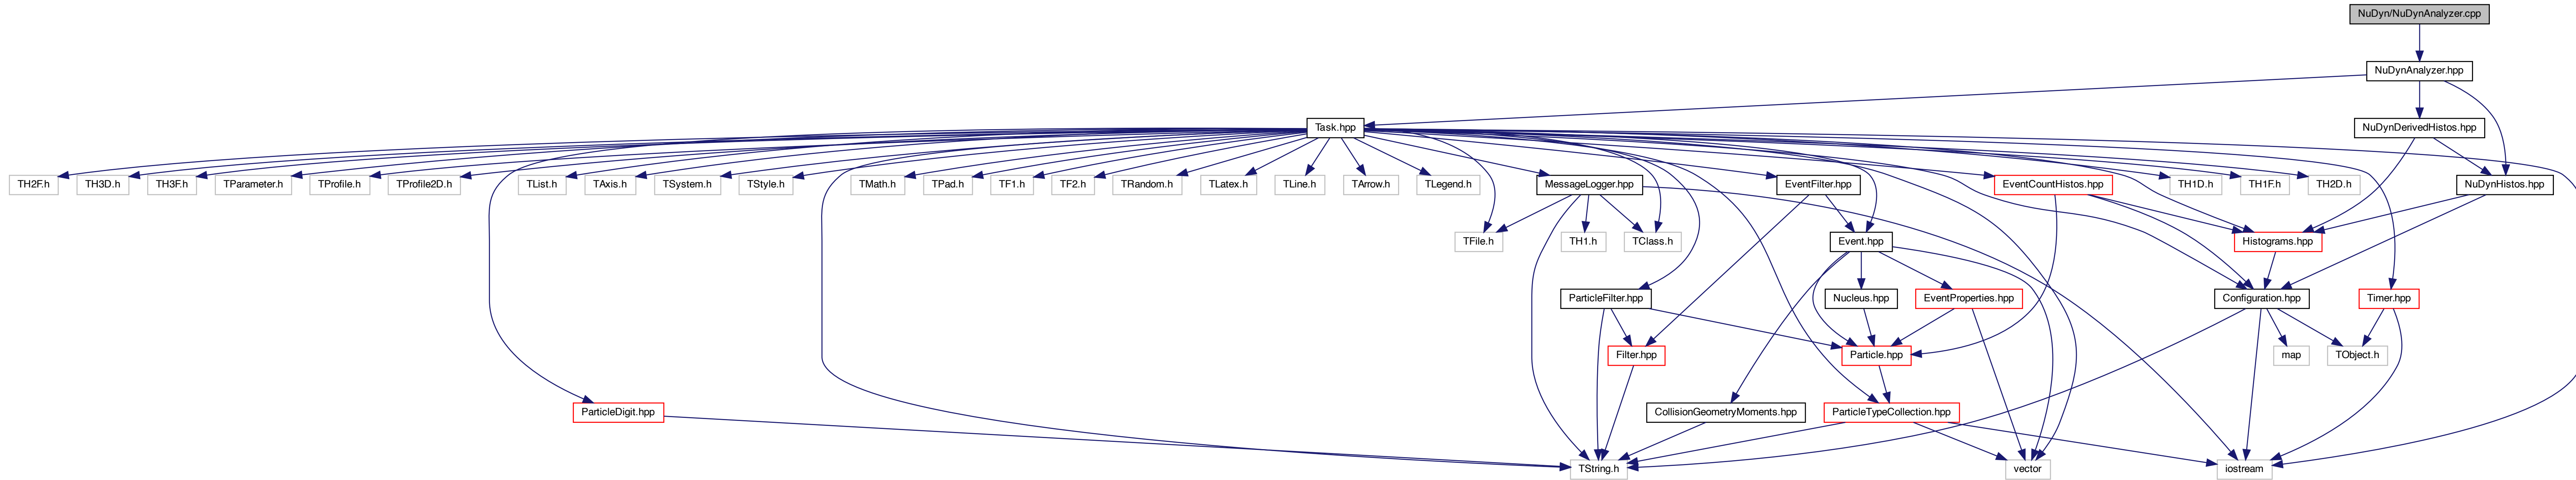 NuDyn/NuDynAnalyzer.cpp
NuDynAnalyzer.hpp
Task.hpp
NuDynDerivedHistos.hpp
TH2F.h
TH3D.h
TH3F.h
TParameter.h
TProfile.h
TProfile2D.h
TList.h
TAxis.h
TSystem.h
TStyle.h
TMath.h
TPad.h
TF1.h
TF2.h
TRandom.h
TLatex.h
TLine.h
TArrow.h
TLegend.h
MessageLogger.hpp
EventFilter.hpp
EventCountHistos.hpp
TH1D.h
TH1F.h
TH2D.h
NuDynHistos.hpp
TFile.h
TH1.h
TClass.h
Event.hpp
Histograms.hpp
ParticleFilter.hpp
Nucleus.hpp
EventProperties.hpp
Configuration.hpp
Timer.hpp
Filter.hpp
Particle.hpp
map
TObject.h
ParticleDigit.hpp
CollisionGeometryMoments.hpp
ParticleTypeCollection.hpp
TString.h
vector
iostream